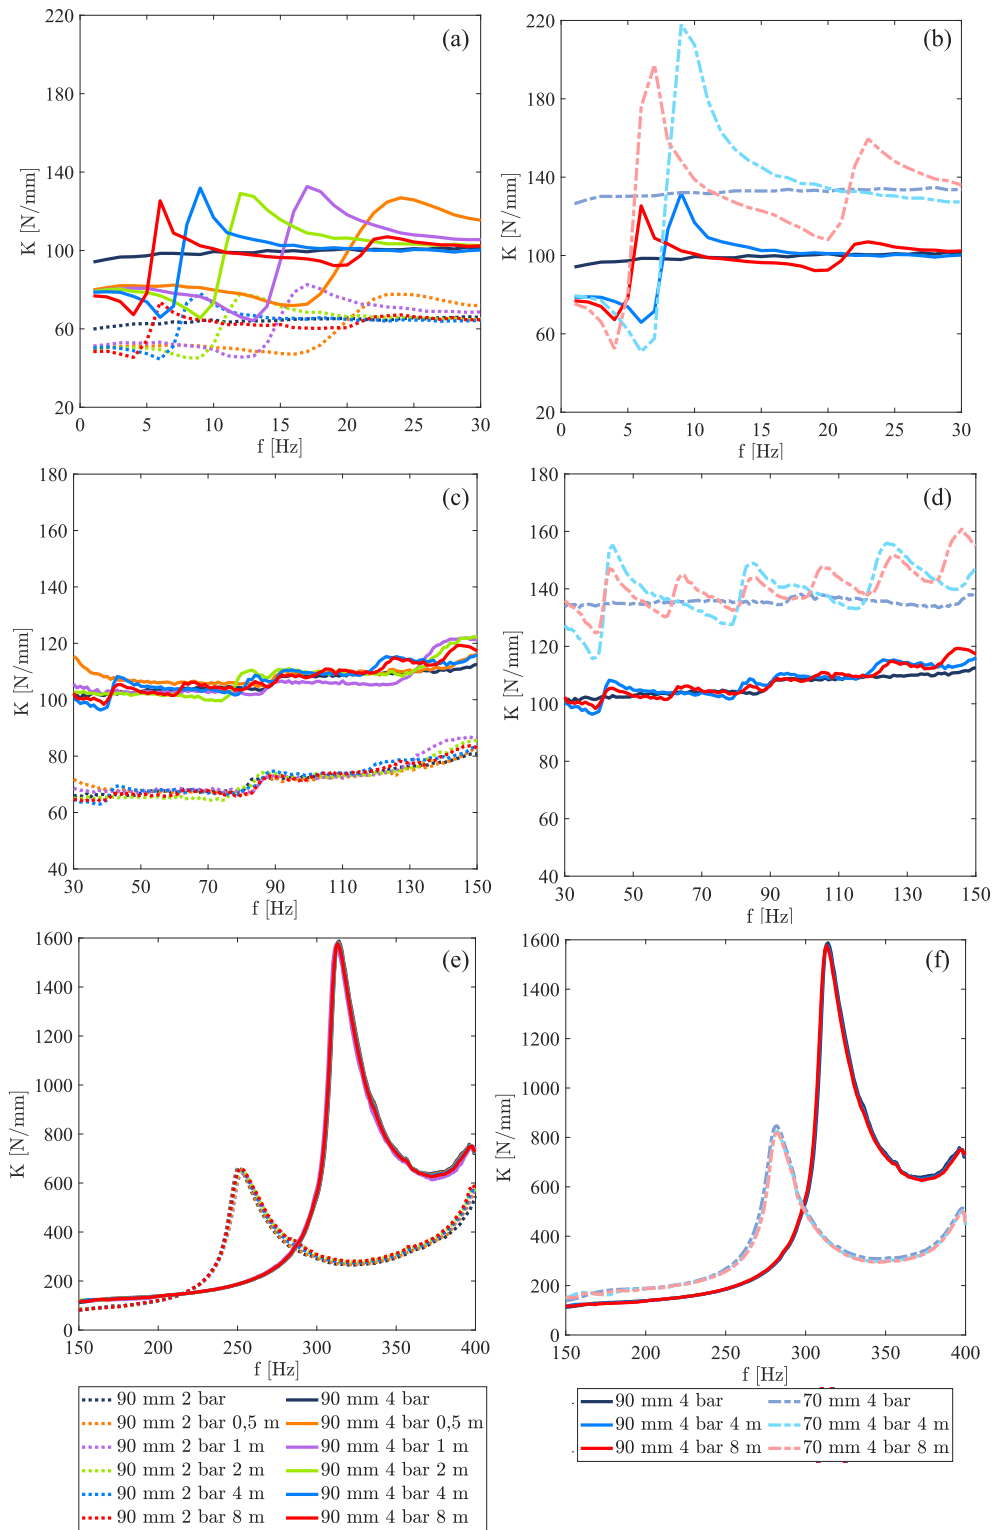 220
180
140
100
60
20
K [N/mm]
(a)
0 5 10 15 20 25 30
f [Hz]
220
180
140
100
60
20
K [N/mm]
(b)
0 5 10 15 20 25 30
f [Hz]
180
160
140
120
100
80
60
40
K [N/mm]
(c)
30 50 70 90 110 130 150
f [Hz]
180
160
140
120
100
80
60
40
K [N/mm]
(d)
30 50 70 90 110 130 150
f [Hz]
1600
1400
1200
1000
800
600
400
200
0
K [N/mm]
(e)
150 200 250 300 350 400
f [Hz]
1600
1400
1200
1000
800
600
400
200
0
K [N/mm]
(f)
150 200 250 300 350 400
f [Hz]
90 mm 2 bar
90 mm 2 bar 0,5 m
90 mm 2 bar 1 m
90 mm 2 bar 2 m
90 mm 2 bar 4 m
90 mm 2 bar 8 m
90 mm 4 bar
90 mm 4 bar 0,5 m
90 mm 4 bar 1 m
90 mm 4 bar 2 m
90 mm 4 bar 4 m
90 mm 4 bar 8 m
90 mm 4 bar
90 mm 4 bar 4 m
90 mm 4 bar 8 m
70 mm 4 bar
70 mm 4 bar 4 m
70 mm 4 bar 8 m